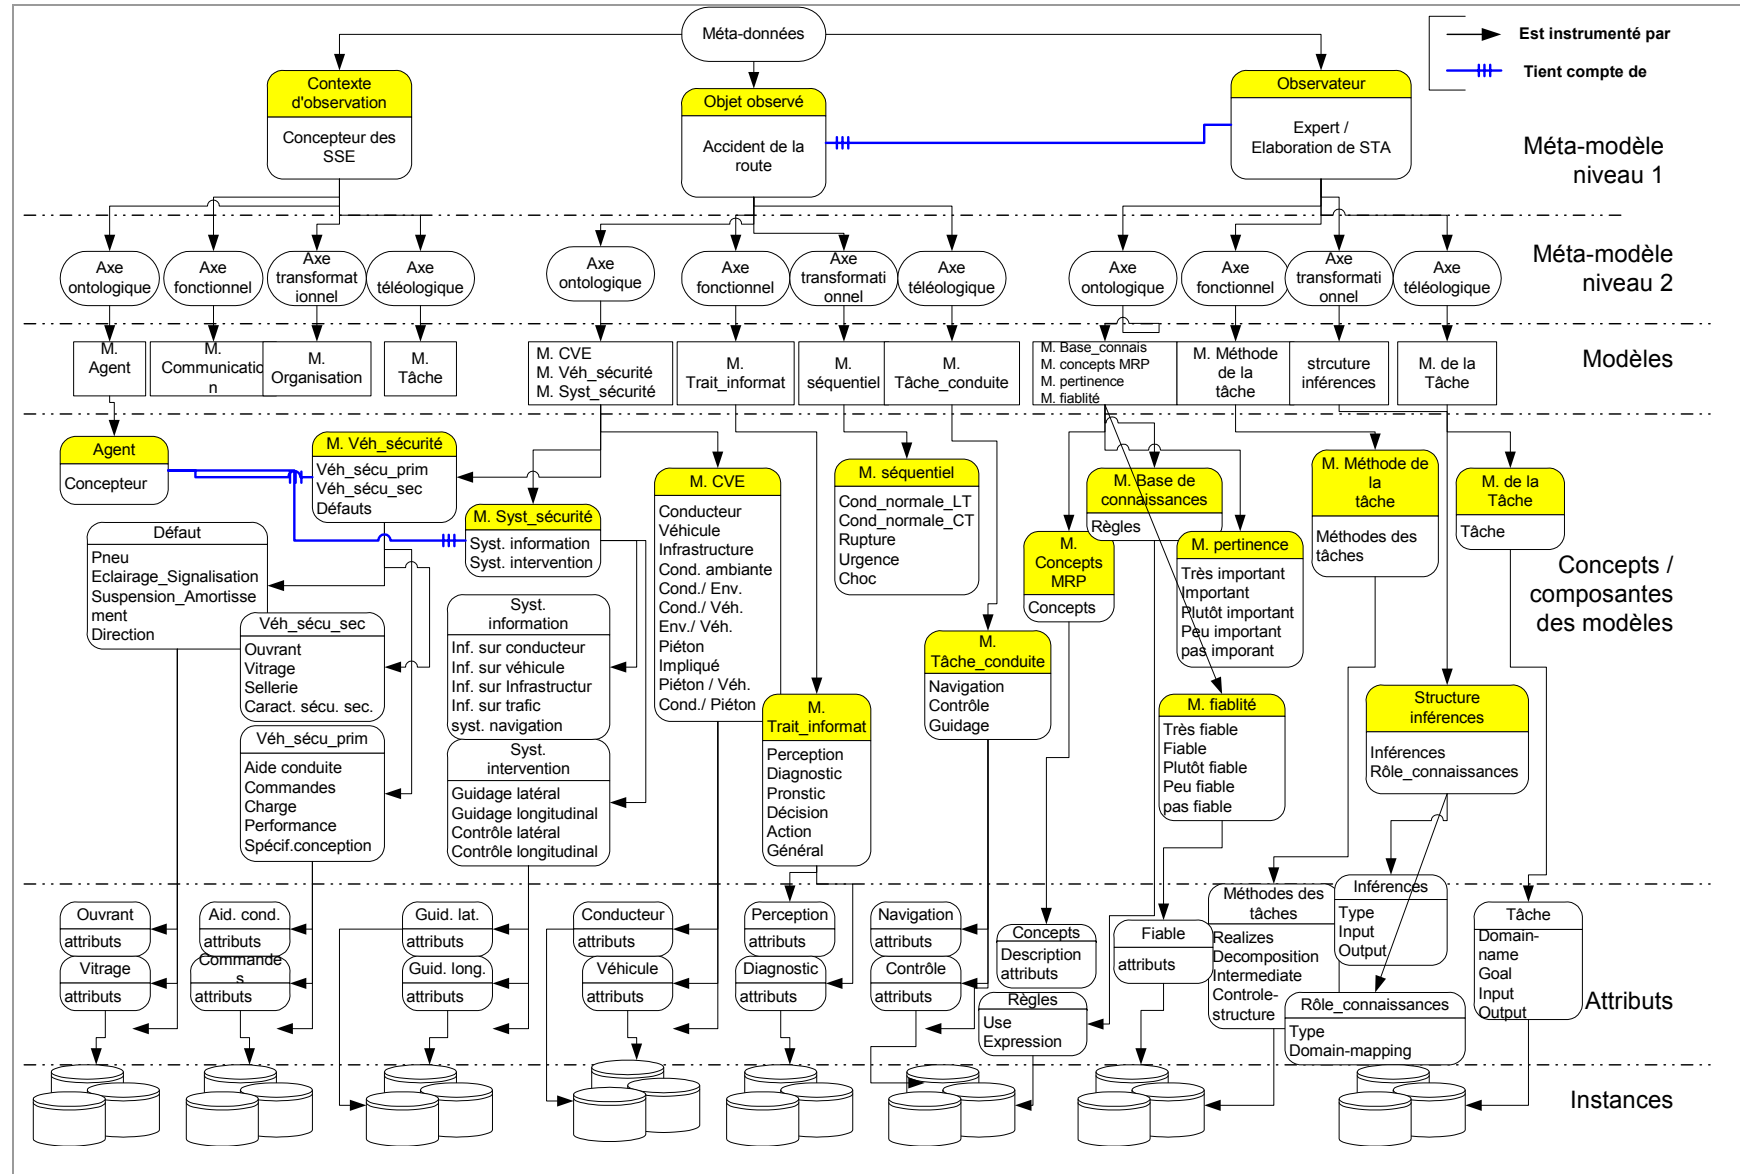 Méta-données
Est instrumenté par
Tient compte de
Contexte
d'observation
Concepteur des
SSE
Objet observé
Accident de la
route
Observateur
Expert /
Elaboration de STA
Méta-modèle
niveau 1
Axe
ontologique
Axe
fonctionnel
Axe
transformat
ionnel
Axe
téléologique
Axe
ontologique
Axe
fonctionnel
Axe
transformati
onnel
Axe
téléologique
Axe
ontologique
Axe
fonctionnel
Axe
transformati
onnel
Axe
téléologique
Méta-modèle
niveau 2
M.
Agent
M.
Communicatio
n
M.
Organisation
M.
Tâche
M. CVE
M. Véh_sécurité
M. Syst_sécurité
M.
Trait_informat
M.
séquentiel
M.
Tâche_conduite
M. Base_connais
M. concepts MRP
M. pertinence
M. fiablité
M. Méthode
de la
tâche
strcuture
inférences
M. de la
Tâche
Modèles
Agent
Concepteur
M. Véh_sécurité
Véh_sécu_prim
Véh_sécu_sec
Défauts
M. Syst_sécurité
Syst. information
Syst. intervention
M. CVE
Conducteur
Véhicule
Infrastructure
Cond. ambiante
Cond./ Env.
Cond./ Véh.
Env./ Véh.
Piéton
Impliqué
Piéton / Véh.
Cond./ Piéton
M. séquentiel
Cond_normale_LT
Cond_normale_CT
Rupture
Urgence
Choc
M.
Concepts
MRP
Concepts
M. Base de
connaissances
Règles
M. pertinence
Très important
Important
Plutôt important
Peu important
pas imporant
M. Méthode de
la
tâche
Méthodes des
tâches
M. de la
Tâche
Tâche
Concepts /
composantes
des modèles
Défaut
Pneu
Eclairage_Signalisation
Suspension_Amortisse
ment
Direction
Véh_sécu_sec
Ouvrant
Vitrage
Sellerie
Caract. sécu. sec.
Véh_sécu_prim
Aide conduite
Commandes
Charge
Performance
Spécif.conception
Syst.
information
Inf. sur conducteur
Inf. sur véhicule
Inf. sur Infrastructur
Inf. sur trafic
syst. navigation
Syst.
intervention
Guidage latéral
Guidage longitudinal
Contrôle latéral
Contrôle longitudinal
M.
Trait_informat
Perception
Diagnostic
Pronstic
Décision
Action
Général
M.
Tâche_conduite
Navigation
Contrôle
Guidage
M. fiablité
Très fiable
Fiable
Plutôt fiable
Peu fiable
pas fiable
Structure
inférences
Inférences
Rôle_connaissances
Ouvrant
attributs
Vitrage
attributs
Aid. cond.
attributs
Commande
s
attributs
Guid. lat.
attributs
Guid. long.
attributs
Conducteur
attributs
Véhicule
attributs
Perception
attributs
Diagnostic
attributs
Navigation
attributs
Contrôle
attributs
Concepts
Description
attributs
Règles
Use
Expression
Fiable
attributs
Méthodes des
tâches
Realizes
Decomposition
Intermediate
Controle-
structure
Inférences
Type
Input
Output
Rôle_connaissances
Type
Domain-mapping
Tâche
Domain-
name
Goal
Input
Output
Attributs
Instances